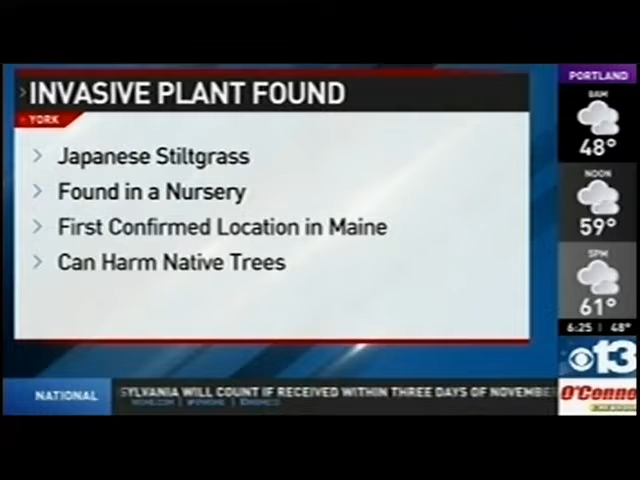 INVASIVE PLANT FOUND
YORK
Japanese Stiltgrass
Found in a Nursery
First Confirmed Location in Maine
Can Harm Native Trees
PORTLAND
8AM
48°
NOON
59°
5PM
61°
6:25 48°
13
O'Conno
NATIONAL
SYLVANIA WILL COUNT IF RECEIVED WITHIN THREE DAYS OF NOVEMBE